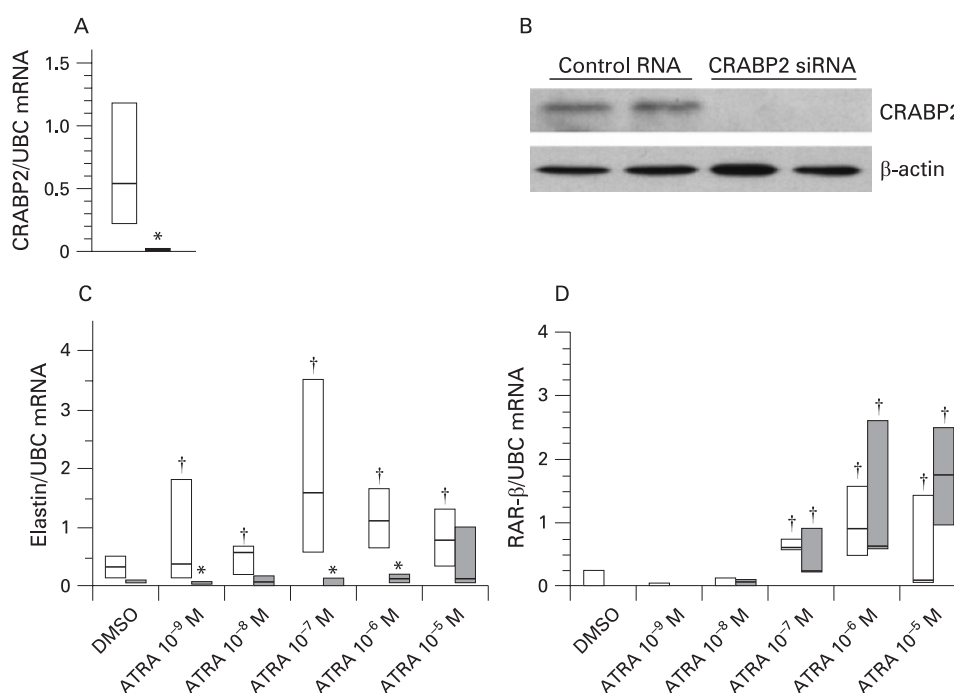 A
CRABP2/UBC mRNA
1.5
1.0
0.5
0
*
B
Control RNA CRABP2 siRNA
CRABP2
β-actin
C
Elastin/UBC mRNA
4
3
2
1
0
† * † † * † * †
DMSO
ATRA 10⁻⁹ M
ATRA 10⁻⁸ M
ATRA 10⁻⁷ M
ATRA 10⁻⁶ M
ATRA 10⁻⁵ M
D
RAR-β/UBC mRNA
4
3
2
1
0
† † † † † †
DMSO
ATRA 10⁻⁹ M
ATRA 10⁻⁸ M
ATRA 10⁻⁷ M
ATRA 10⁻⁶ M
ATRA 10⁻⁵ M